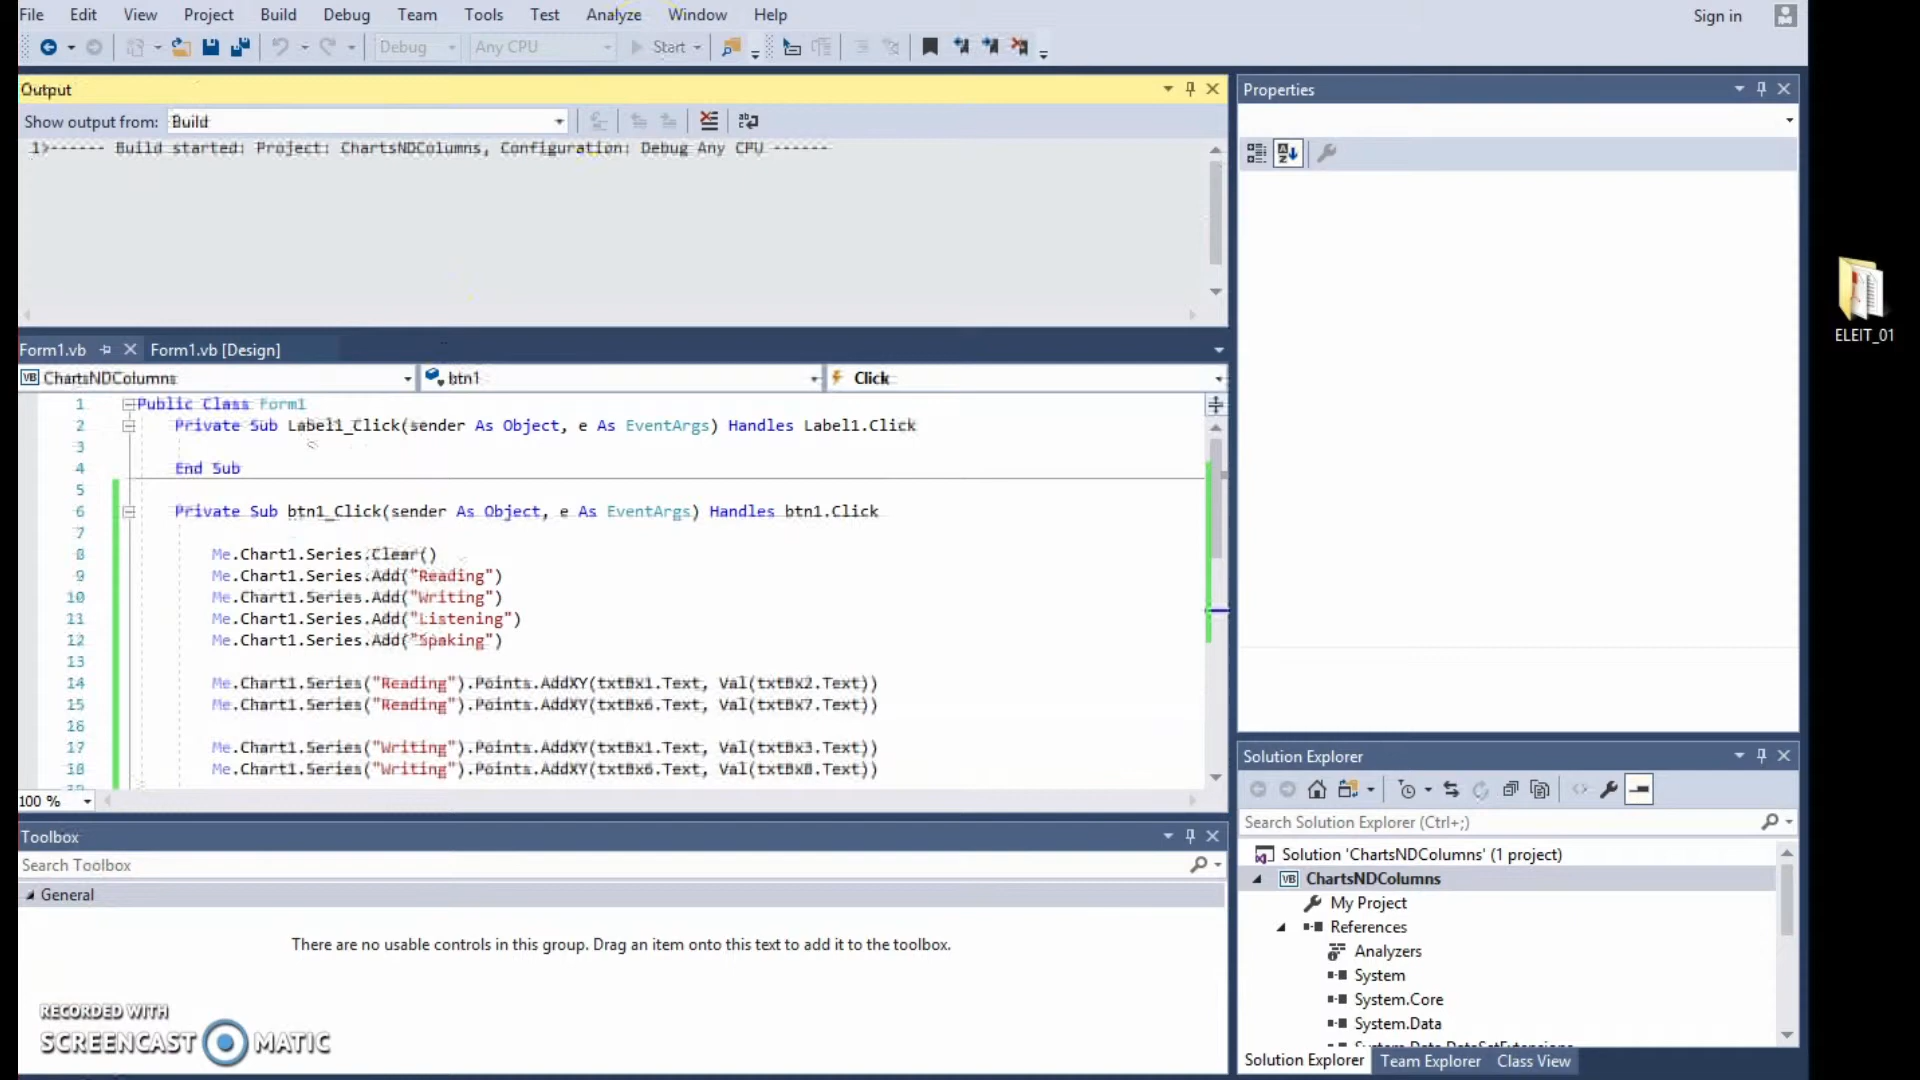 File Edit View Project Build Debug Team Tools Test Analyze Window Help Sign in
Debug Any CPU Start
Output
Show output from: Build
1>------ Build started: Project: ChartsNDColumns, Configuration: Debug Any CPU ------
Form1.vb Form1.vb [Design]
ChartsNDColumns btn1 Click
1 Public Class Form1
2 Private Sub Label1_Click(sender As Object, e As EventArgs) Handles Label1.Click
3
4 End Sub
5
6 Private Sub btn1_Click(sender As Object, e As EventArgs) Handles btn1.Click
7
8 Me.Chart1.Series.Clear()
9 Me.Chart1.Series.Add("Reading")
10 Me.Chart1.Series.Add("Writing")
11 Me.Chart1.Series.Add("Listening")
12 Me.Chart1.Series.Add("Spaking")
13
14 Me.Chart1.Series("Reading").Points.AddXY(txtBx1.Text, Val(txtBx2.Text))
15 Me.Chart1.Series("Reading").Points.AddXY(txtBx6.Text, Val(txtBx7.Text))
16
17 Me.Chart1.Series("Writing").Points.AddXY(txtBx1.Text, Val(txtBx3.Text))
18 Me.Chart1.Series("Writing").Points.AddXY(txtBx6.Text, Val(txtBx8.Text))
100 %
Toolbox
Search Toolbox
General
There are no usable controls in this group. Drag an item onto this text to add it to the toolbox.
RECORDED WITH
SCREENCAST MATIC
Properties
Solution Explorer
Search Solution Explorer (Ctrl+;)
Solution 'ChartsNDColumns' (1 project)
VB ChartsNDColumns
My Project
References
Analyzers
System
System.Core
System.Data
System.Data.DataSetExtensions
Solution Explorer Team Explorer Class View
ELEIT_01